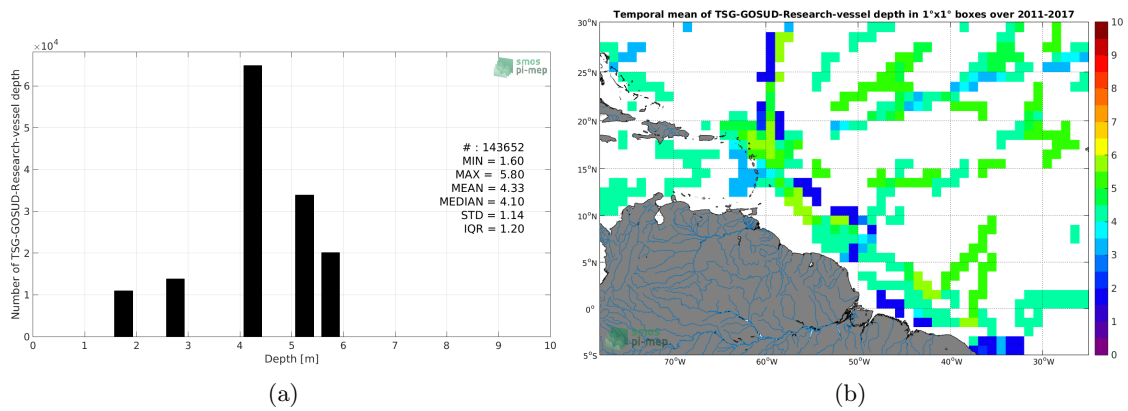 ×10⁴
6
5
4
3
2
1
0
Number of TSG-GOSUD-Research-vessel depth
smos
pi-mep
# : 143652
MIN = 1.60
MAX = 5.80
MEAN = 4.33
MEDIAN = 4.10
STD = 1.14
IQR = 1.20
0 1 2 3 4 5 6 7 8 9 10
Depth [m]
(a)
Temporal mean of TSG-GOSUD-Research-vessel depth in 1°x1° boxes over 2011-2017
30°N
25°N
20°N
15°N
10°N
5°N
0°
5°S
70°W 60°W 50°W 40°W 30°W
smos
pi-mep
10
9
8
7
6
5
4
3
2
1
0
(b)